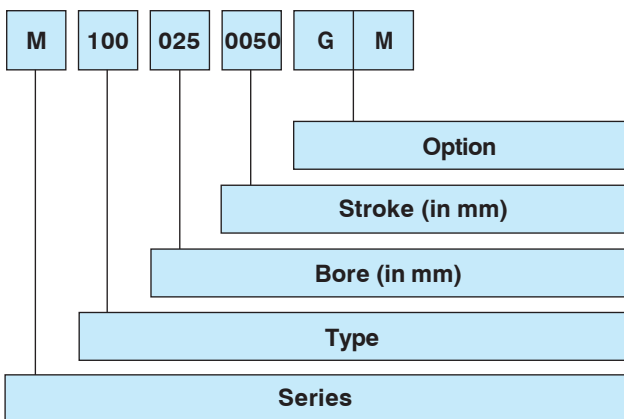 M 100 025 0050 G M
Option
Stroke (in mm)
Bore (in mm)
Type
Series